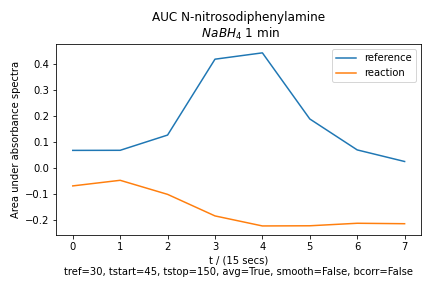 AUC N-nitrosodiphenylamine
NaBH₄ 1 min
reference
reaction
Area under absorbance spectra
0.4
0.3
0.2
0.1
0.0
−0.1
−0.2
0 1 2 3 4 5 6 7
t / (15 secs)
tref=30, tstart=45, tstop=150, avg=True, smooth=False, bcorr=False